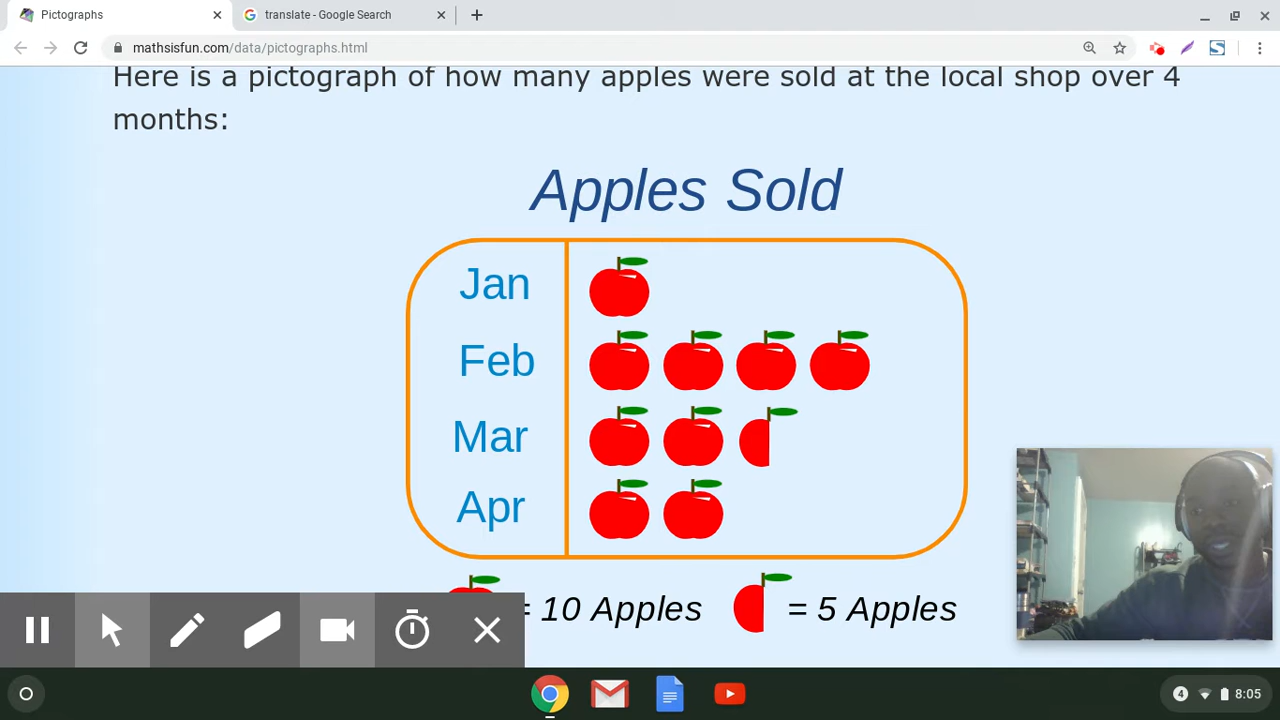 Pictographs
translate - Google Search
mathsisfun.com/data/pictographs.html
Here is a pictograph of how many apples were sold at the local shop over 4
months:
Apples Sold
Jan
Feb
Mar
Apr
= 10 Apples = 5 Apples
4 8:05